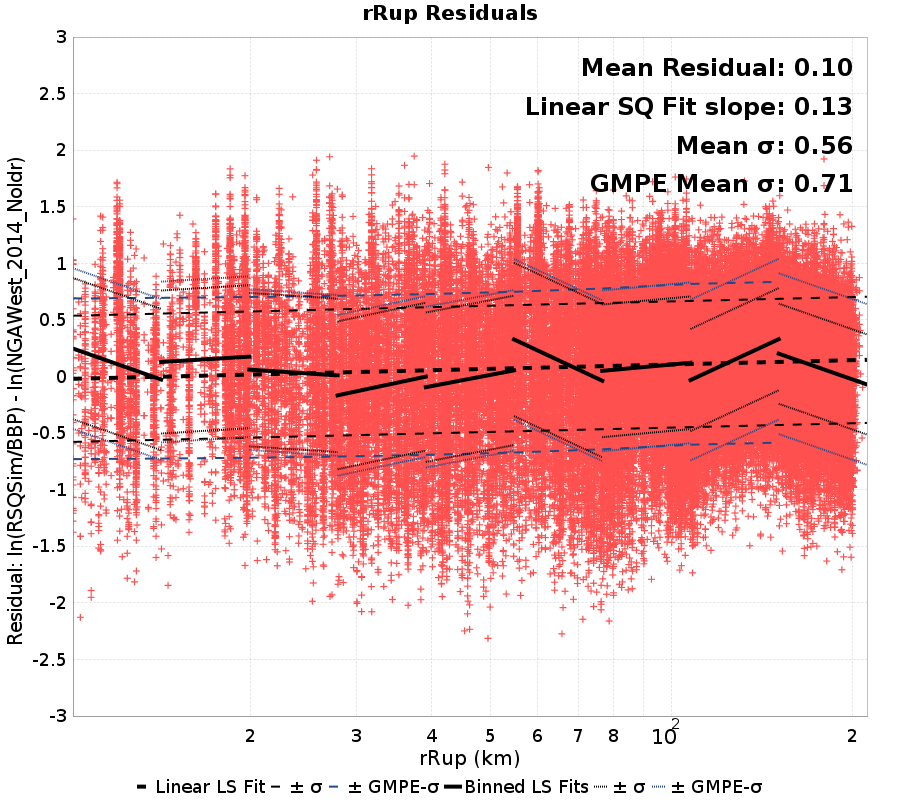 rRup Residuals
Mean Residual: 0.10
Linear SQ Fit slope: 0.13
Mean σ: 0.56
GMPE Mean σ: 0.71
Residual: ln(RSQSim/BBP) - ln(NGAWest_2014_NoIdr)
3
2.5
2
1.5
1
0.5
0
-0.5
-1
-1.5
-2
-2.5
-3
2 3 4 5 6 7 8 10² 2
rRup (km)
Linear LS Fit ± σ ± GMPE-σ Binned LS Fits ± σ ± GMPE-σ